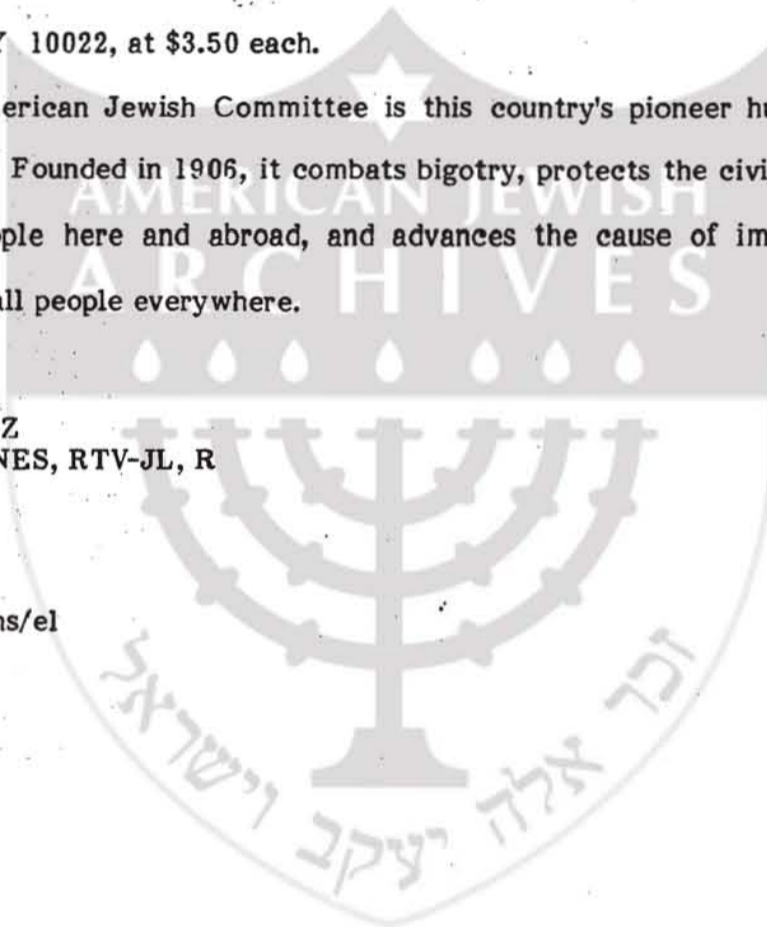 10022, at $3.50 each.
erican Jewish Committee is this country's pioneer hu
Founded in 1906, it combats bigotry, protects the civi
ple here and abroad, and advances the cause of im
all people everywhere.
AMERICAN JEWISH
ARCHIVES
Z
NES, RTV-JL, R
ns/el
זכר אלה יעקב וישראל